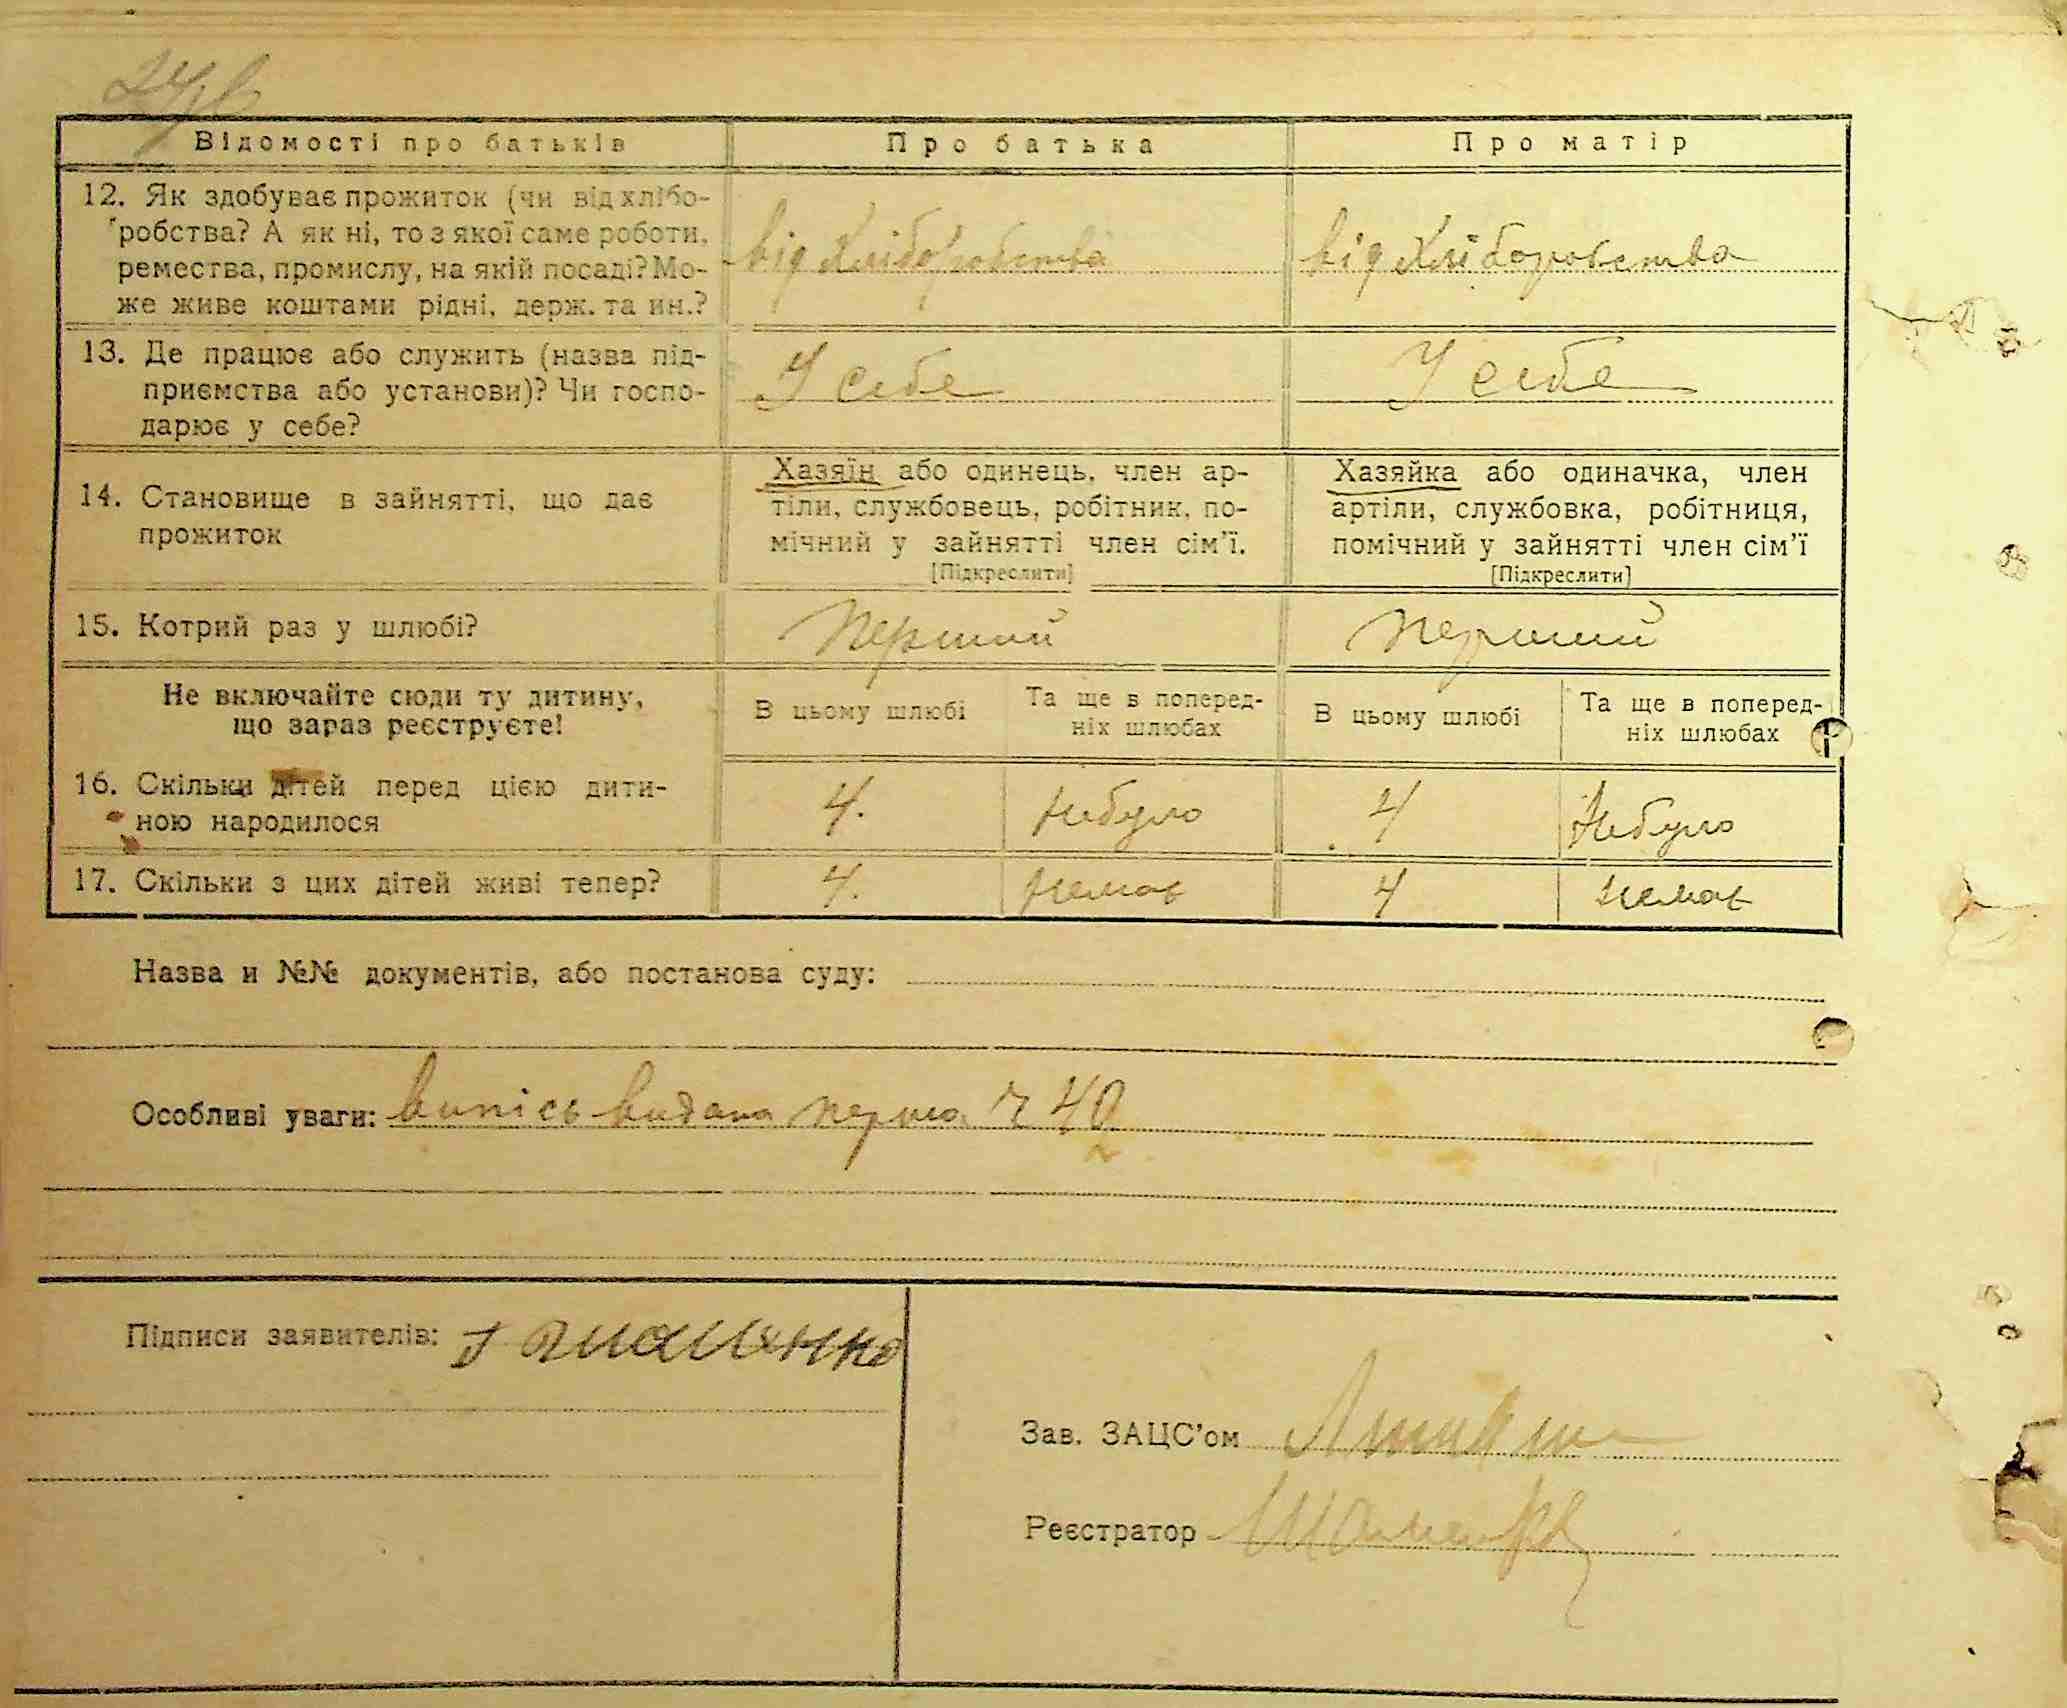 Відомості про батьків Про батька Про матір
12. Як здобуває прожиток (чи від хлібо-
робства? А як ні, то з якої саме роботи,
ремества, промислу, на якій посаді? Мо-
же живе коштами рідні, держ. та ин.?
від хліборобства від хліборобства
13. Де працює або служить (назва під-
приємства або установи)? Чи госпо-
дарює у себе?
У себе У себе
14. Становище в зайнятті, що дає
прожиток
Хазяїн або одинець, член ар-
тіли, службовець, робітник, по-
мічний у зайнятті член сім'ї.
[Підкреслити]
Хазяйка або одиначка, член
артіли, службовка, робітниця,
помічний у зайнятті член сім'ї
[Підкреслити]
15. Котрий раз у шлюбі? перший перший
Не включайте сюди ту дитину,
що зараз реєструєте!
В цьому шлюбі
Та ще в поперед-
ніх шлюбах
В цьому шлюбі
Та ще в поперед-
ніх шлюбах
16. Скільки дітей перед цією дити-
ною народилося
4. небуло 4 небуло
17. Скільки з цих дітей живі тепер? 4. немає 4 немає
Назва и №№ документів, або постанова суду:
Особливі уваги: випісь видана перша ч 40
Підписи заявителів:
Зав. ЗАЦС'ом
Реєстратор